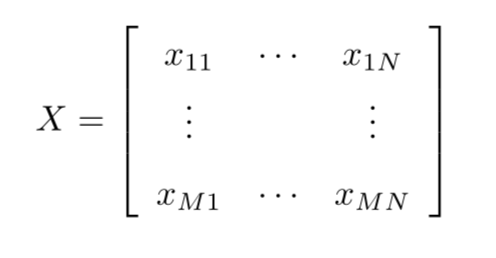 x_{11} ⋯ x_{1N}
X = ⋮ ⋮
x_{M1} ⋯ x_{MN}